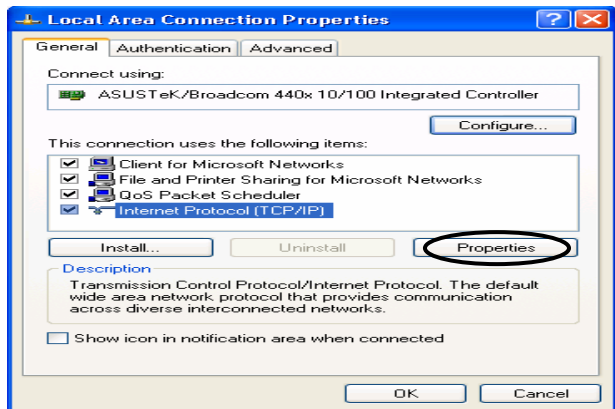 Local Area Connection Properties
General Authentication Advanced
Connect using:
ASUSTeK/Broadcom 440x 10/100 Integrated Controller
Configure...
This connection uses the following items:
Client for Microsoft Networks
File and Printer Sharing for Microsoft Networks
QoS Packet Scheduler
Internet Protocol (TCP/IP)
Install... Uninstall Properties
Description
Transmission Control Protocol/Internet Protocol. The default
wide area network protocol that provides communication
across diverse interconnected networks.
Show icon in notification area when connected
OK Cancel